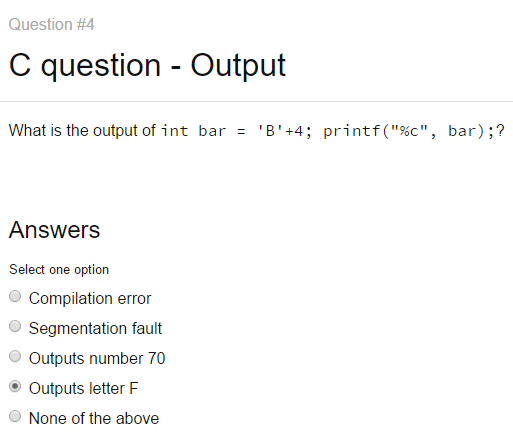 Question #4
C question - Output
What is the output of int bar = 'B'+4; printf("%c", bar);?
Answers
Select one option
Compilation error
Segmentation fault
Outputs number 70
Outputs letter F
None of the above